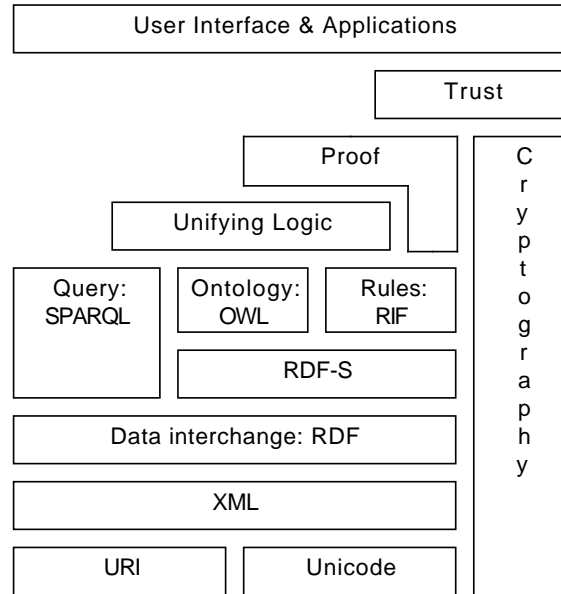 User Interface & Applications
Trust
Proof
Cryptography
Unifying Logic
Query:
SPARQL
Ontology:
OWL
Rules:
RIF
RDF-S
Data interchange: RDF
XML
URI
Unicode